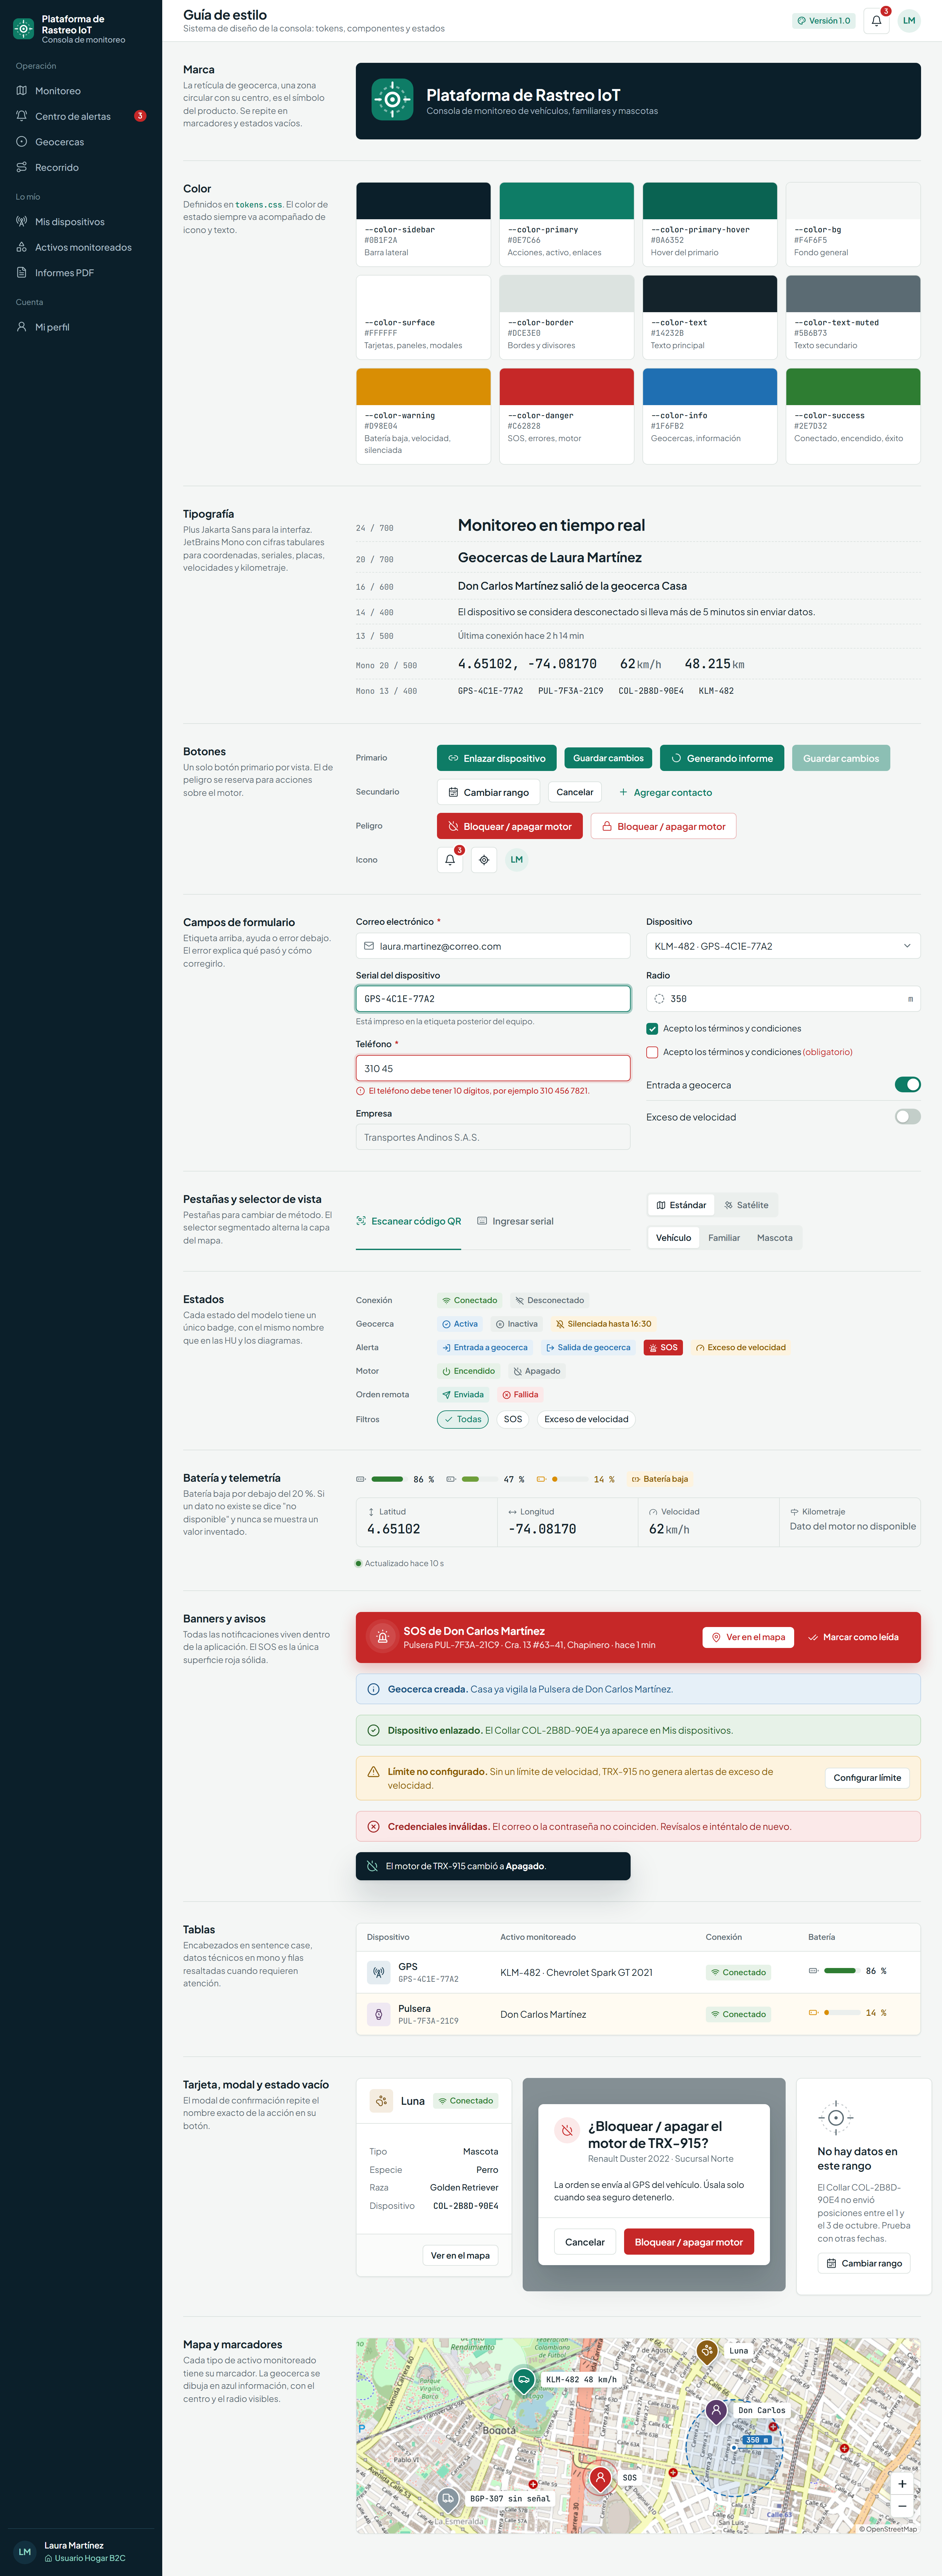 Plataforma de
Rastreo IoT
Consola de monitoreo
Operación
Monitoreo
Centro de alertas
3
Geocercas
Recorrido
Lo mío
Mis dispositivos
Activos monitoreados
Informes PDF
Cuenta
Mi perfil
LM
Laura Martínez
Usuario Hogar B2C
Guía de estilo
Sistema de diseño de la consola: tokens, componentes y estados
Versión 1.0
3
LM
Marca
La retícula de geocerca, una zona
circular con su centro, es el símbolo
del producto. Se repite en
marcadores y estados vacíos.
Plataforma de Rastreo IoT
Consola de monitoreo de vehículos, familiares y mascotas
Color
Definidos en tokens.css. El color de
estado siempre va acompañado de
icono y texto.
--color-sidebar
#0B1F2A
Barra lateral
--color-primary
#0E7C66
Acciones, activo, enlaces
--color-primary-hover
#0A6352
Hover del primario
--color-bg
#F4F6F5
Fondo general
--color-surface
#FFFFFF
Tarjetas, paneles, modales
--color-border
#DCE3E0
Bordes y divisores
--color-text
#14232B
Texto principal
--color-text-muted
#5B6B73
Texto secundario
--color-warning
#D98E04
Batería baja, velocidad,
silenciada
--color-danger
#C62828
SOS, errores, motor
--color-info
#1F6FB2
Geocercas, información
--color-success
#2E7D32
Conectado, encendido, éxito
Tipografía
Plus Jakarta Sans para la interfaz.
JetBrains Mono con cifras tabulares
para coordenadas, seriales, placas,
velocidades y kilometraje.
24 / 700
Monitoreo en tiempo real
20 / 700
Geocercas de Laura Martínez
16 / 600
Don Carlos Martínez salió de la geocerca Casa
14 / 400
El dispositivo se considera desconectado si lleva más de 5 minutos sin enviar datos.
13 / 500
Última conexión hace 2 h 14 min
Mono 20 / 500
4.65102, -74.08170 62 km/h 48.215 km
Mono 13 / 400
GPS-4C1E-77A2 PUL-7F3A-21C9 COL-2B8D-90E4 KLM-482
Botones
Un solo botón primario por vista. El de
peligro se reserva para acciones
sobre el motor.
Primario
Enlazar dispositivo
Guardar cambios
Generando informe
Guardar cambios
Secundario
Cambiar rango
Cancelar
Agregar contacto
Peligro
Bloquear / apagar motor
Bloquear / apagar motor
Icono
3
LM
Campos de formulario
Etiqueta arriba, ayuda o error debajo.
El error explica qué pasó y cómo
corregirlo.
Correo electrónico *
laura.martinez@correo.com
Serial del dispositivo
GPS-4C1E-77A2
Está impreso en la etiqueta posterior del equipo.
Teléfono *
310 45
El teléfono debe tener 10 dígitos, por ejemplo 310 456 7821.
Empresa
Transportes Andinos S.A.S.
Dispositivo
KLM-482 · GPS-4C1E-77A2
Radio
350
m
Acepto los términos y condiciones
Acepto los términos y condiciones (obligatorio)
Entrada a geocerca
Exceso de velocidad
Pestañas y selector de vista
Pestañas para cambiar de método. El
selector segmentado alterna la capa
del mapa.
Escanear código QR
Ingresar serial
Estándar
Satélite
Vehículo
Familiar
Mascota
Estados
Cada estado del modelo tiene un
único badge, con el mismo nombre
que en las HU y los diagramas.
Conexión
Conectado
Desconectado
Geocerca
Activa
Inactiva
Silenciada hasta 16:30
Alerta
Entrada a geocerca
Salida de geocerca
SOS
Exceso de velocidad
Motor
Encendido
Apagado
Orden remota
Enviada
Fallida
Filtros
Todas
SOS
Exceso de velocidad
Batería y telemetría
Batería baja por debajo del 20 %. Si
un dato no existe se dice "no
disponible" y nunca se muestra un
valor inventado.
86 %
47 %
14 %
Batería baja
Latitud
4.65102
Longitud
-74.08170
Velocidad
62 km/h
Kilometraje
Dato del motor no disponible
Actualizado hace 10 s
Banners y avisos
Todas las notificaciones viven dentro
de la aplicación. El SOS es la única
superficie roja sólida.
SOS de Don Carlos Martínez
Pulsera PUL-7F3A-21C9 · Cra. 13 #63-41, Chapinero · hace 1 min
Ver en el mapa
Marcar como leída
Geocerca creada. Casa ya vigila la Pulsera de Don Carlos Martínez.
Dispositivo enlazado. El Collar COL-2B8D-90E4 ya aparece en Mis dispositivos.
Límite no configurado. Sin un límite de velocidad, TRX-915 no genera alertas de exceso de
velocidad.
Configurar límite
Credenciales inválidas. El correo o la contraseña no coinciden. Revísalos e inténtalo de nuevo.
El motor de TRX-915 cambió a Apagado.
Tablas
Encabezados en sentence case,
datos técnicos en mono y filas
resaltadas cuando requieren
atención.
Dispositivo
Activo monitoreado
Conexión
Batería
GPS
GPS-4C1E-77A2
KLM-482 · Chevrolet Spark GT 2021
Conectado
86 %
Pulsera
PUL-7F3A-21C9
Don Carlos Martínez
Conectado
14 %
Tarjeta, modal y estado vacío
El modal de confirmación repite el
nombre exacto de la acción en su
botón.
Luna
Conectado
Tipo
Mascota
Especie
Perro
Raza
Golden Retriever
Dispositivo
COL-2B8D-90E4
Ver en el mapa
¿Bloquear / apagar el
motor de TRX-915?
Renault Duster 2022 · Sucursal Norte
La orden se envía al GPS del vehículo. Úsala solo
cuando sea seguro detenerlo.
Cancelar
Bloquear / apagar motor
No hay datos en
este rango
El Collar COL-2B8D-
90E4 no envió
posiciones entre el 1 y
el 3 de octubre. Prueba
con otras fechas.
Cambiar rango
Mapa y marcadores
Cada tipo de activo monitoreado
tiene su marcador. La geocerca se
dibuja en azul información, con el
centro y el radio visibles.
Rendimiento
Colombiana
de Fútbol
7 de Agosto
Luna
KLM-482 48 km/h
Parque
Virgilio
Barco
Don Carlos
Bogotá
350 m
Pablo VI
SOS
BGP-307 sin señal
La Esmeralda
San Luis
Calle 63
Carrera 30
+
−
© OpenStreetMap